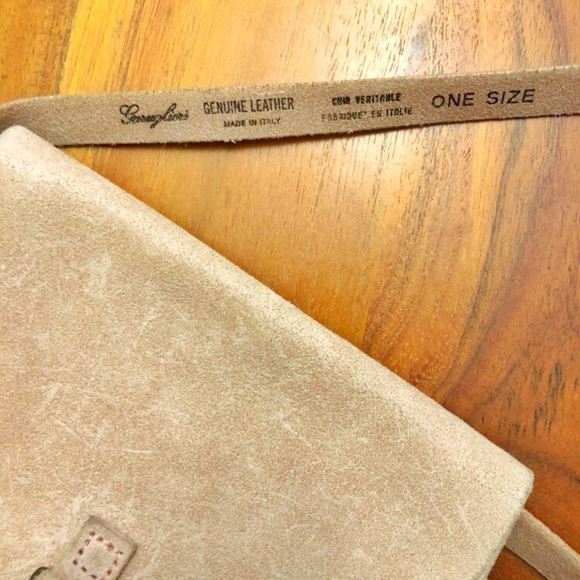 GENUINE LEATHER
MADE IN ITALY
CUIR VERITABLE
FABRIQUE' EN ITALIE
ONE SIZE